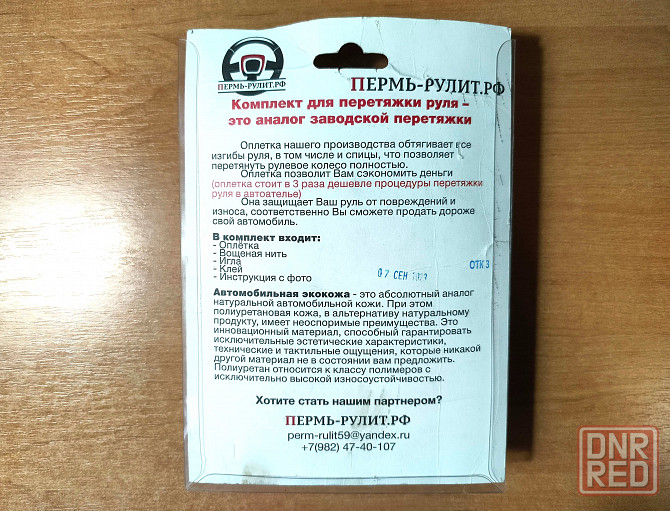 ПЕРМЬ-РУЛИТ.РФ
ПЕРМЬ-РУЛИТ.РФ
Комплект для перетяжки руля –
это аналог заводской перетяжки
Оплетка нашего производства обтягивает все
изгибы руля, в том числе и спицы, что позволяет
перетянуть рулевое колесо полностью.
Оплетка позволит Вам сэкономить деньги
(оплетка стоит в 3 раза дешевле процедуры перетяжки
руля в автоателье)
Она защищает Ваш руль от повреждений и
износа, соответственно Вы сможете продать дороже
свой автомобиль.
В комплект входит:
- Оплётка
- Вощеная нить
- Игла
- Клей
- Инструкция с фото
07 СЕН
ОТК 3
Автомобильная экокожа - это абсолютный аналог
натуральной автомобильной кожи. При этом
полиуретановая кожа, в альтернативу натуральному
продукту, имеет неоспоримые преимущества. Это
инновационный материал, способный гарантировать
исключительные эстетические характеристики,
технические и тактильные ощущения, которые никакой
другой материал не в состоянии вам предложить.
Полиуретан относится к классу полимеров с
исключительно высокой износоустойчивостью.
Хотите стать нашим партнером?
ПЕРМЬ-РУЛИТ.РФ
perm-rulit59@yandex.ru
+7(982) 47-40-107
DNR
RED